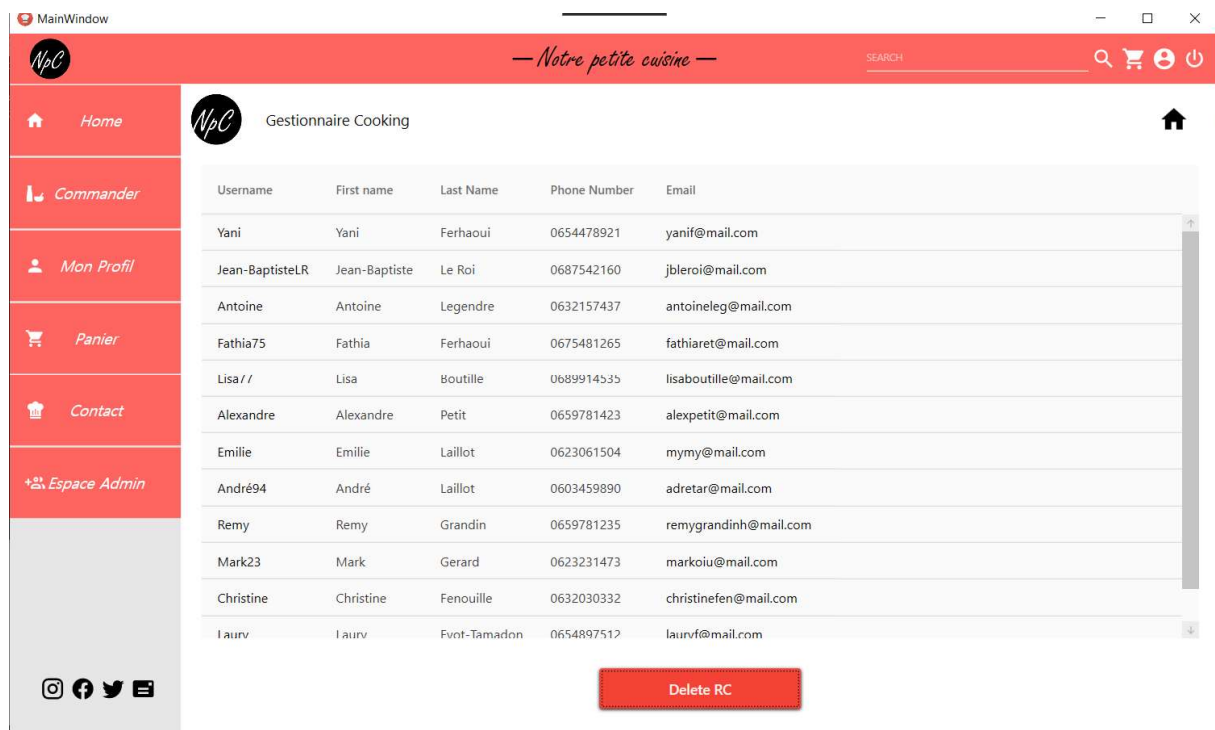 MainWindow
NpC — Notre petite cuisine — SEARCH
Home
Commander
Mon Profil
Panier
Contact
Espace Admin
NpC Gestionnaire Cooking
Username First name Last Name Phone Number Email
Yani Yani Ferhaoui 0654478921 yanif@mail.com
Jean-BaptisteLR Jean-Baptiste Le Roi 0687542160 jbleroi@mail.com
Antoine Antoine Legendre 0632157437 antoineleg@mail.com
Fathia75 Fathia Ferhaoui 0675481265 fathiaret@mail.com
Lisa77 Lisa Boutille 0689914535 lisaboutille@mail.com
Alexandre Alexandre Petit 0659781423 alexpetit@mail.com
Emilie Emilie Laillot 0623061504 mymy@mail.com
André94 André Laillot 0603459890 adretar@mail.com
Remy Remy Grandin 0659781235 remygrandinh@mail.com
Mark23 Mark Gerard 0623231473 markoiu@mail.com
Christine Christine Fenouille 0632030332 christinefen@mail.com
Laury Laury Eyot-Tamadon 0654897512 lauryf@mail.com
Delete RC